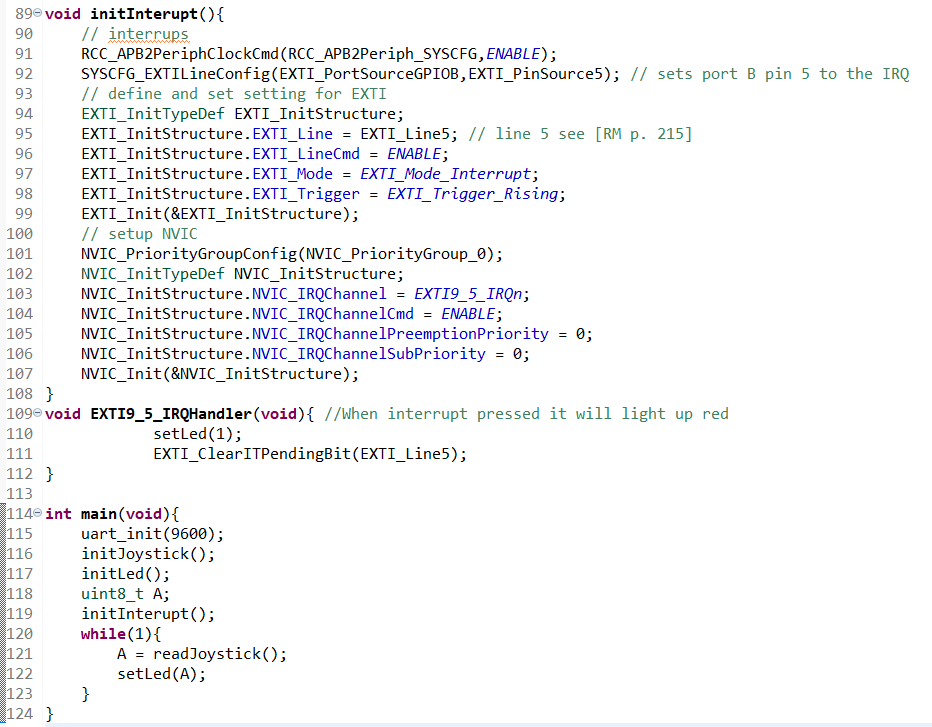 89 void initInterupt(){
90 // interrups
91 RCC_APB2PeriphClockCmd(RCC_APB2Periph_SYSCFG,ENABLE);
92 SYSCFG_EXTILineConfig(EXTI_PortSourceGPIOB,EXTI_PinSource5); // sets port B pin 5 to the IRQ
93 // define and set setting for EXTI
94 EXTI_InitTypeDef EXTI_InitStructure;
95 EXTI_InitStructure.EXTI_Line = EXTI_Line5; // line 5 see [RM p. 215]
96 EXTI_InitStructure.EXTI_LineCmd = ENABLE;
97 EXTI_InitStructure.EXTI_Mode = EXTI_Mode_Interrupt;
98 EXTI_InitStructure.EXTI_Trigger = EXTI_Trigger_Rising;
99 EXTI_Init(&EXTI_InitStructure);
100 // setup NVIC
101 NVIC_PriorityGroupConfig(NVIC_PriorityGroup_0);
102 NVIC_InitTypeDef NVIC_InitStructure;
103 NVIC_InitStructure.NVIC_IRQChannel = EXTI9_5_IRQn;
104 NVIC_InitStructure.NVIC_IRQChannelCmd = ENABLE;
105 NVIC_InitStructure.NVIC_IRQChannelPreemptionPriority = 0;
106 NVIC_InitStructure.NVIC_IRQChannelSubPriority = 0;
107 NVIC_Init(&NVIC_InitStructure);
108 }
109 void EXTI9_5_IRQHandler(void){ //When interrupt pressed it will light up red
110 setLed(1);
111 EXTI_ClearITPendingBit(EXTI_Line5);
112 }
113
114 int main(void){
115 uart_init(9600);
116 initJoystick();
117 initLed();
118 uint8_t A;
119 initInterupt();
120 while(1){
121 A = readJoystick();
122 setLed(A);
123 }
124 }